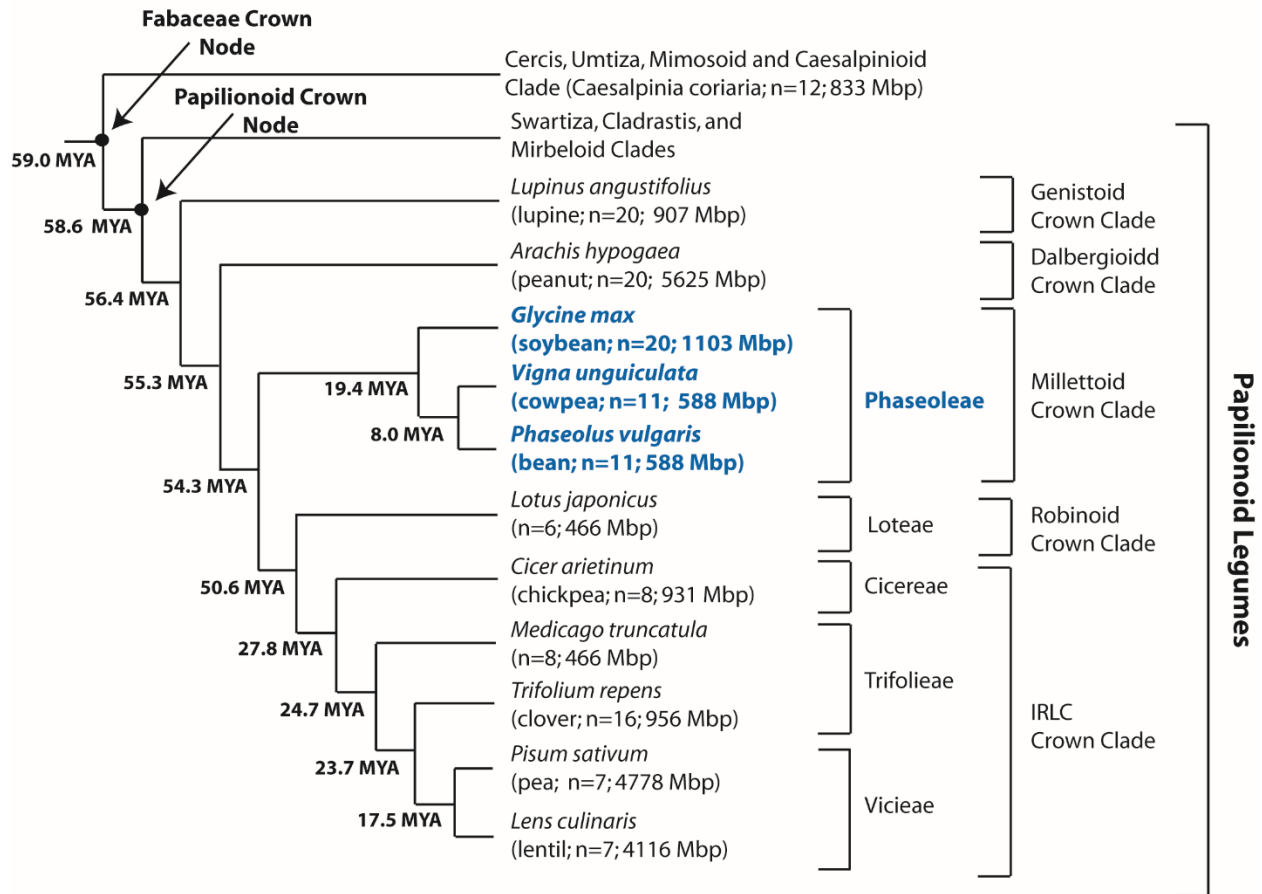 Fabaceae Crown
Node
Cercis, Umtiza, Mimosoid and Caesalpinioid
Clade (Caesalpinia coriaria; n=12; 833 Mbp)
Papilionoid Crown
Node
Swartiza, Cladrastis, and
Mirbeloid Clades
59.0 MYA
Lupinus angustifolius
(lupine; n=20; 907 Mbp)
Genistoid
Crown Clade
58.6 MYA
Arachis hypogaea
(peanut; n=20; 5625 Mbp)
Dalbergioidd
Crown Clade
56.4 MYA
Glycine max
(soybean; n=20; 1103 Mbp)
55.3 MYA
19.4 MYA
Vigna unguiculata
(cowpea; n=11; 588 Mbp)
Phaseoleae
Millettoid
Crown Clade
8.0 MYA
Phaseolus vulgaris
(bean; n=11; 588 Mbp)
54.3 MYA
Lotus japonicus
(n=6; 466 Mbp)
Loteae
Robinoid
Crown Clade
50.6 MYA
Cicer arietinum
(chickpea; n=8; 931 Mbp)
Cicereae
27.8 MYA
Medicago truncatula
(n=8; 466 Mbp)
Trifolieae
24.7 MYA
Trifolium repens
(clover; n=16; 956 Mbp)
IRLC
Crown Clade
23.7 MYA
Pisum sativum
(pea; n=7; 4778 Mbp)
Vicieae
17.5 MYA
Lens culinaris
(lentil; n=7; 4116 Mbp)
Papilionoid Legumes